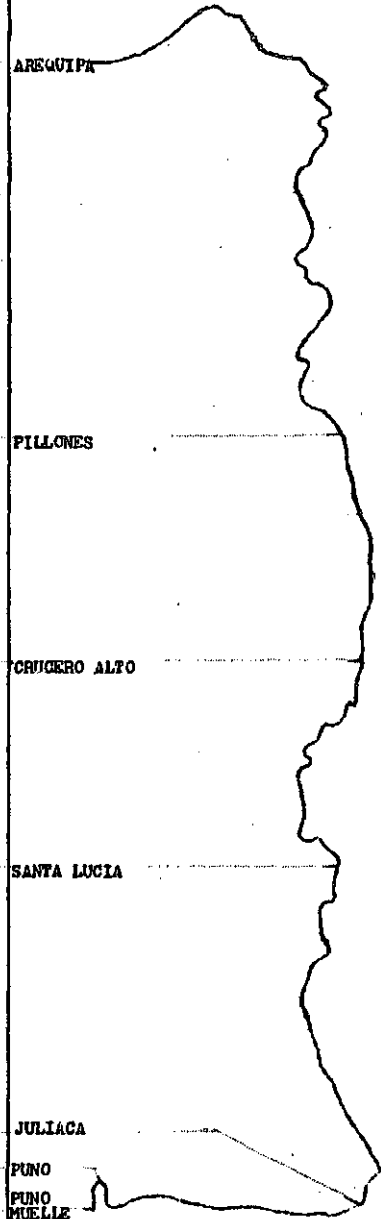 AREQUIPA
PILLONES
CRUCERO ALTO
SANTA LUCIA
JULIACA
PUNO
PUNO
MUELLE